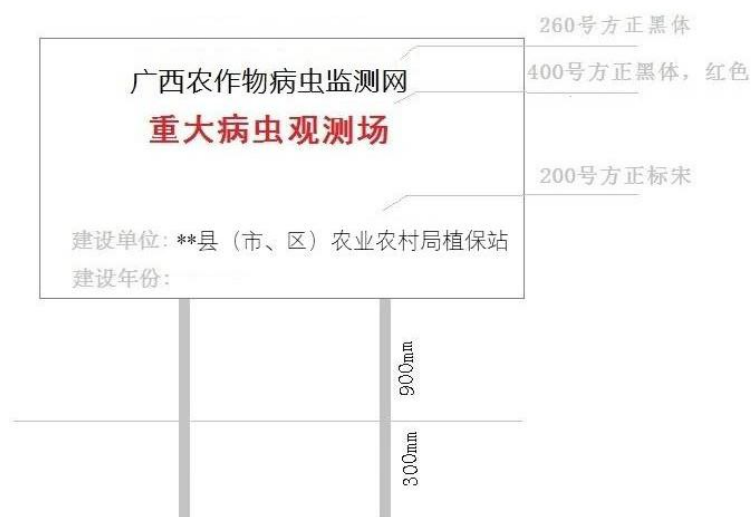 260号方正黑体
广西农作物病虫监测网
400号方正黑体，红色
重大病虫观测场
200号方正标宋
建设单位：**县（市、区）农业农村局植保站
建设年份：
900mm
300mm